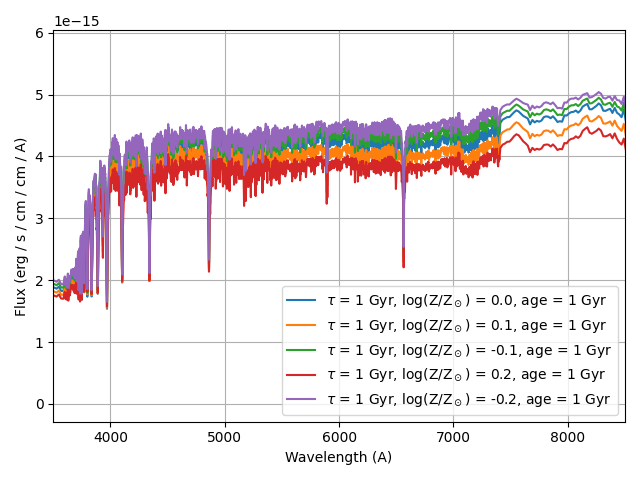 1e−15
6
5
4
3
2
1
0
Flux (erg / s / cm / cm / A)
τ = 1 Gyr, log(Z/Z⊙) = 0.0, age = 1 Gyr
τ = 1 Gyr, log(Z/Z⊙) = 0.1, age = 1 Gyr
τ = 1 Gyr, log(Z/Z⊙) = -0.1, age = 1 Gyr
τ = 1 Gyr, log(Z/Z⊙) = 0.2, age = 1 Gyr
τ = 1 Gyr, log(Z/Z⊙) = -0.2, age = 1 Gyr
4000 5000 6000 7000 8000
Wavelength (A)